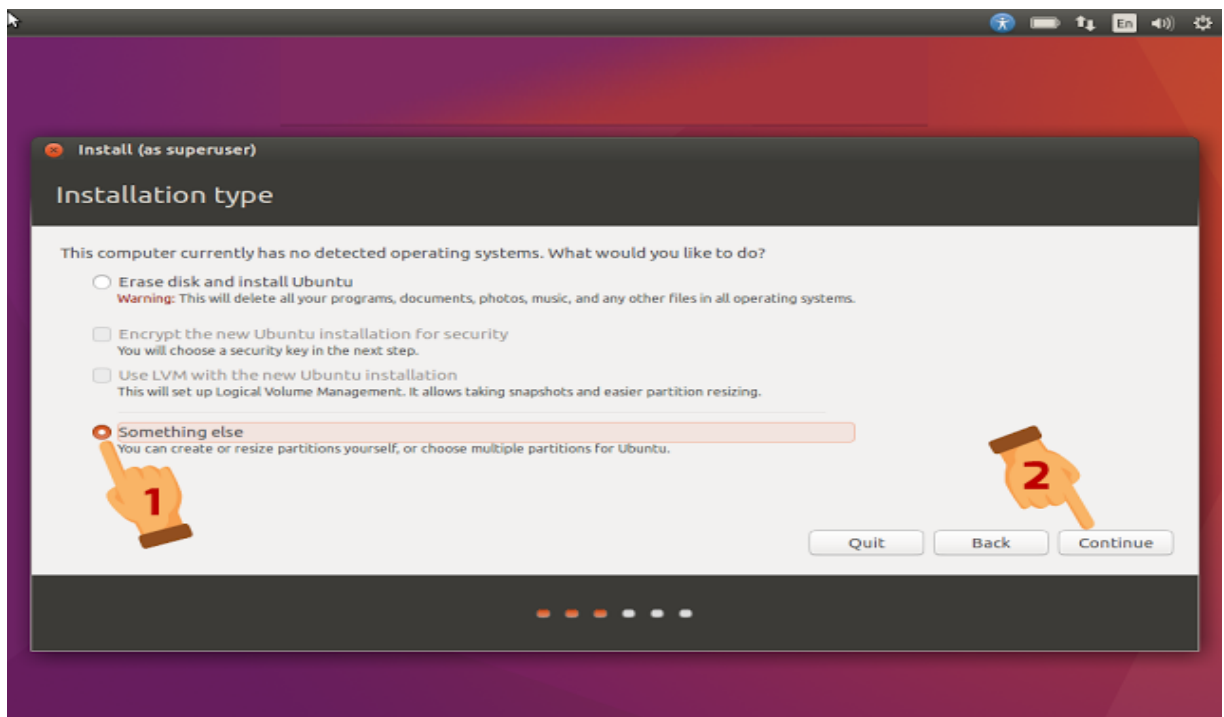 En
Install (as superuser)
Installation type
This computer currently has no detected operating systems. What would you like to do?
Erase disk and install Ubuntu
Warning: This will delete all your programs, documents, photos, music, and any other files in all operating systems.
Encrypt the new Ubuntu installation for security
You will choose a security key in the next step.
Use LVM with the new Ubuntu installation
This will set up Logical Volume Management. It allows taking snapshots and easier partition resizing.
Something else
You can create or resize partitions yourself, or choose multiple partitions for Ubuntu.
1
2
Quit Back Continue